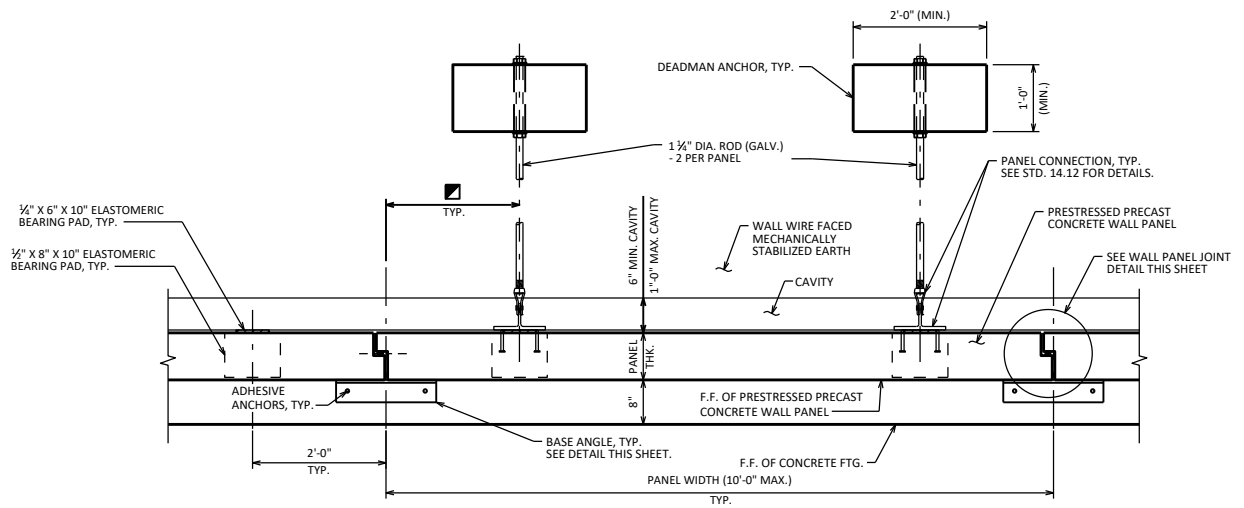 2'-0" (MIN.)
DEADMAN ANCHOR, TYP.
1'-0"
(MIN.)
1 ¼" DIA. ROD (GALV.)
- 2 PER PANEL
PANEL CONNECTION, TYP.
SEE STD. 14.12 FOR DETAILS.
TYP.
¼" X 6" X 10" ELASTOMERIC
BEARING PAD, TYP.
½" X 8" X 10" ELASTOMERIC
BEARING PAD, TYP.
6" MIN. CAVITY
1"-0" MAX. CAVITY
WALL WIRE FACED
MECHANICALLY
STABILIZED EARTH
PRESTRESSED PRECAST
CONCRETE WALL PANEL
SEE WALL PANEL JOINT
DETAIL THIS SHEET
CAVITY
PANEL
THK.
ADHESIVE
ANCHORS, TYP.
8"
F.F. OF PRESTRESSED PRECAST
CONCRETE WALL PANEL
BASE ANGLE, TYP.
SEE DETAIL THIS SHEET.
F.F. OF CONCRETE FTG.
2'-0"
TYP.
PANEL WIDTH (10'-0" MAX.)
TYP.